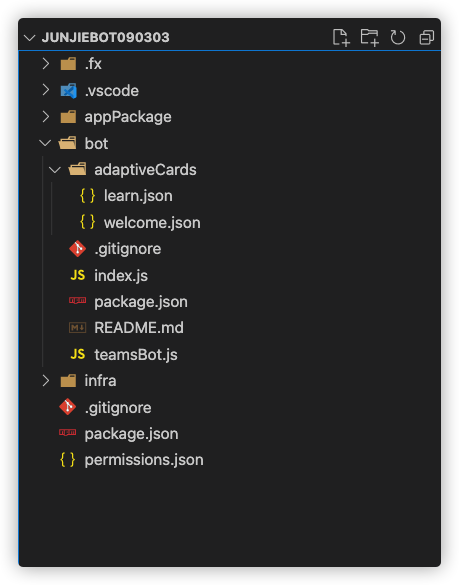 JUNJIEBOT090303
.fx
.vscode
appPackage
bot
adaptiveCards
{ } learn.json
{ } welcome.json
.gitignore
JS index.js
package.json
README.md
JS teamsBot.js
infra
.gitignore
package.json
{ } permissions.json